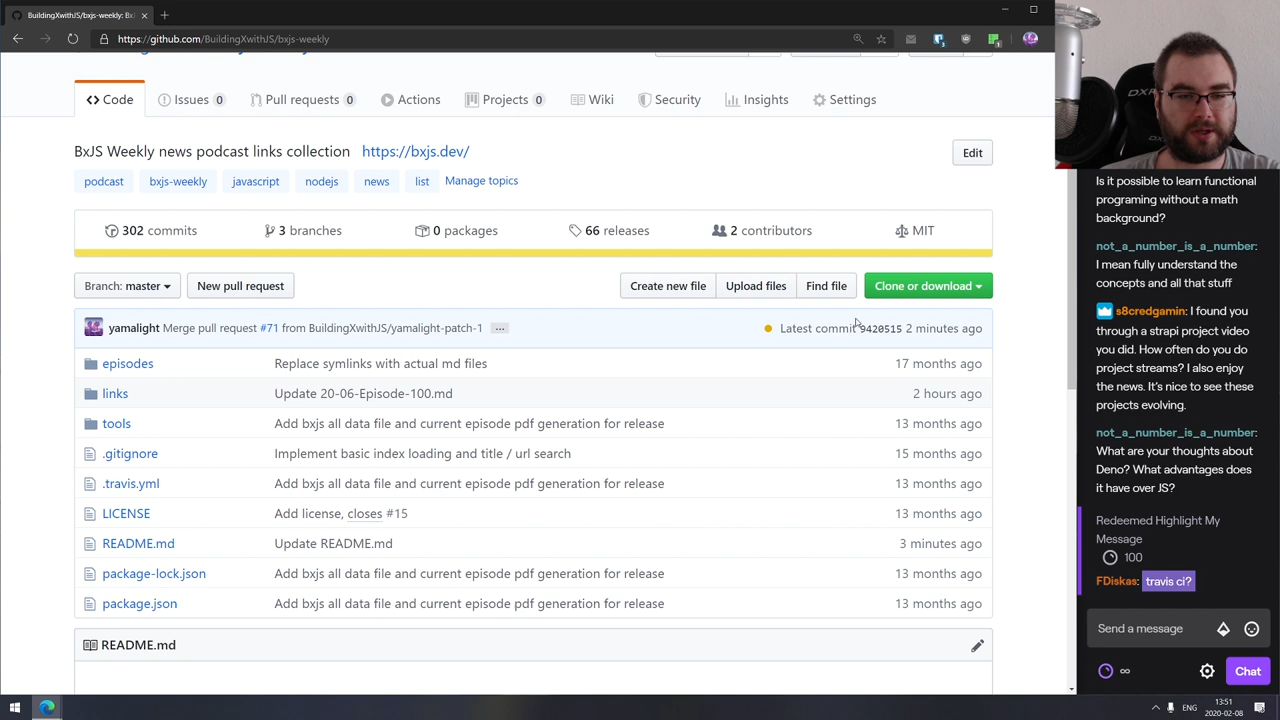 BuildingXwithJS/bxjs-weekly: Bx
https://github.com/BuildingXwithJS/bxjs-weekly
Code
Issues 0
Pull requests 0
Actions
Projects 0
Wiki
Security
Insights
Settings
BxJS Weekly news podcast links collection https://bxjs.dev/
Edit
podcast bxjs-weekly javascript nodejs news list Manage topics
302 commits
3 branches
0 packages
66 releases
2 contributors
MIT
Branch: master
New pull request
Create new file
Upload files
Find file
Clone or download
yamalight Merge pull request #71 from BuildingXwithJS/yamalight-patch-1 ...
Latest commit 9420515 2 minutes ago
episodes Replace symlinks with actual md files 17 months ago
links Update 20-06-Episode-100.md 2 hours ago
tools Add bxjs all data file and current episode pdf generation for release 13 months ago
.gitignore Implement basic index loading and title / url search 15 months ago
.travis.yml Add bxjs all data file and current episode pdf generation for release 13 months ago
LICENSE Add license, closes #15 13 months ago
README.md Update README.md 3 minutes ago
package-lock.json Add bxjs all data file and current episode pdf generation for release 13 months ago
package.json Add bxjs all data file and current episode pdf generation for release 13 months ago
README.md
Is it possible to learn functional
programing without a math
background?
not_a_number_is_a_number:
I mean fully understand the
concepts and all that stuff
s8credgamin: I found you
through a strapi project video
you did. How often do you do
project streams? I also enjoy
the news. It's nice to see these
projects evolving.
not_a_number_is_a_number:
What are your thoughts about
Deno? What advantages does
it have over JS?
Redeemed Highlight My
Message
100
FDiskas: travis ci?
Send a message
∞
Chat
ENG
13:51
2020-02-08